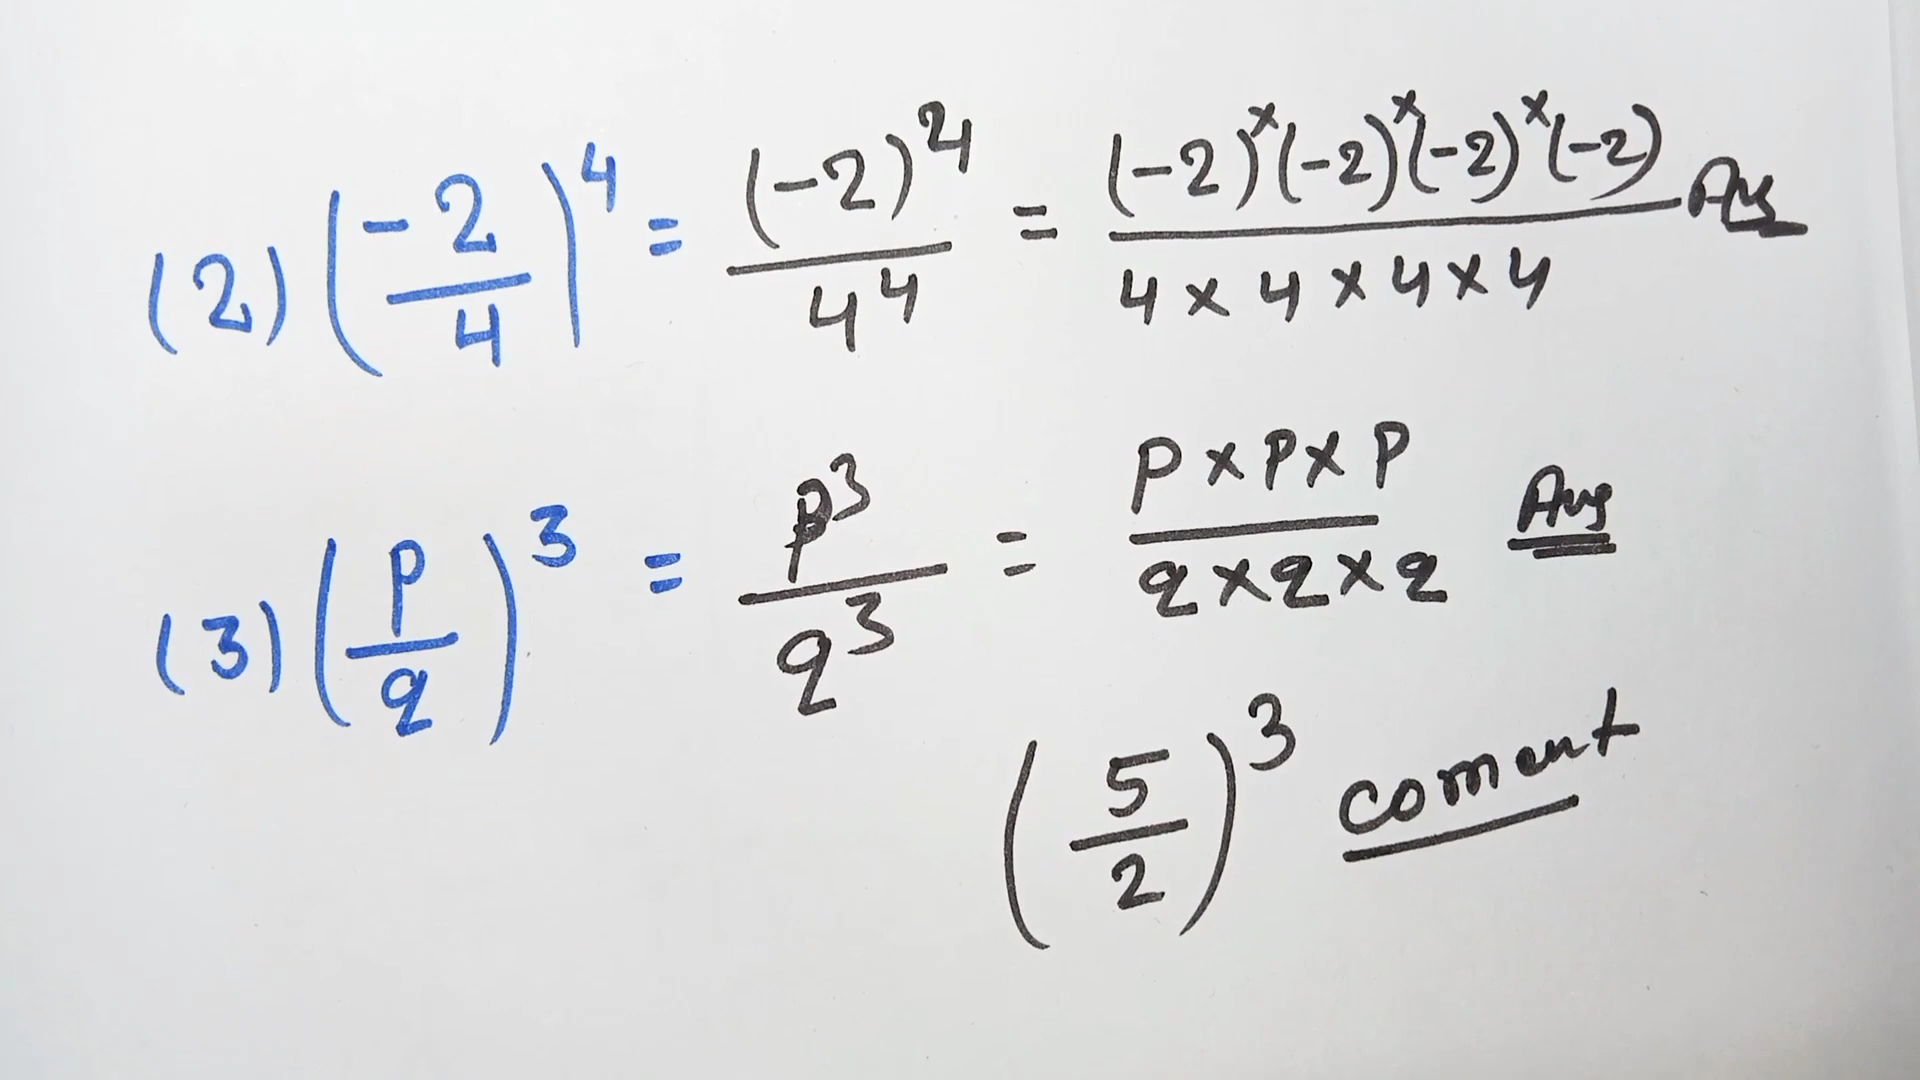 (2) (-2/4)^4 = (-2)^4/4^4 = (-2)×(-2)×(-2)×(-2)/4×4×4×4 Ans
(3) (p/q)^3 = p^3/q^3 = p×p×p/q×q×q Ans
(5/2)^3 coment